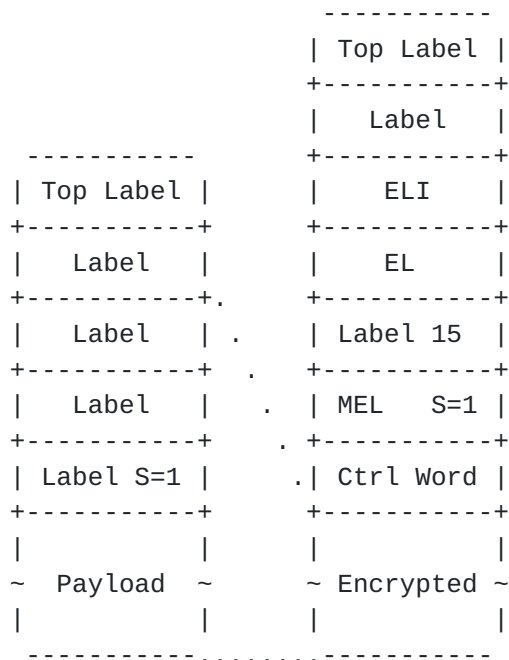 -----------
                    | Top Label |
                    +-----------+
                    |   Label   |
 -----------        +-----------+
| Top Label |       |    ELI    |
+-----------+       +-----------+
|   Label   |       |    EL     |
+-----------+.      +-----------+
|   Label   | .     | Label 15  |
+-----------+  .    +-----------+
|   Label   |   .   | MEL   S=1 |
+-----------+    .  +-----------+
| Label S=1 |     . | Ctrl Word |
+-----------+       +-----------+
|           |       |           |
~  Payload  ~       ~ Encrypted ~
|           |       |           |
 -----------.........-----------